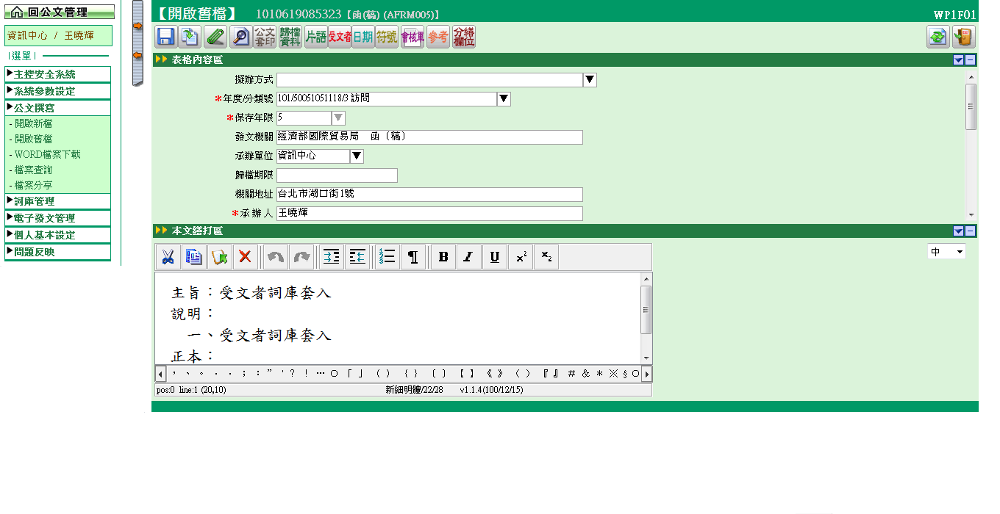 回公文管理
資訊中心 / 王曉輝
|選單|
▶主控安全系統
▶系統參數設定
▶公文撰寫
- 開啟新檔
- 開啟舊檔
- WORD檔案下載
- 檔案查詢
- 檔案分享
▶詞庫管理
▶電子發文管理
▶個人基本設定
▶問題反映
【開啟舊檔】 1010619085323【函(稿) (AFRM005)】 WP1F01
公文套印 歸檔資料 片語 受文者 日期 符號 會核單 參考 分繕欄位
表格內容區
擬辦方式
*年度/分類號 101/50051051118/3 訪問
*保存年限 5
發文機關 經濟部國際貿易局 函（稿）
承辦單位 資訊中心
歸檔期限
機關地址 台北市湖口街1號
*承 辦 人 王曉輝
本文繕打區
B I U x² x₂
中
主旨：受文者詞庫套入
說明：
一、受文者詞庫套入
正本：
, 、 。 . · ; : ” ' ? ! … ○ 「 」 ( ) { } 〔 〕 【 】 《 》 〈 〉 『 』 # & * ※ § ○
pos:0 line:1 (20,10) 新細明體/22/28 v1.1.4(100/12/15)